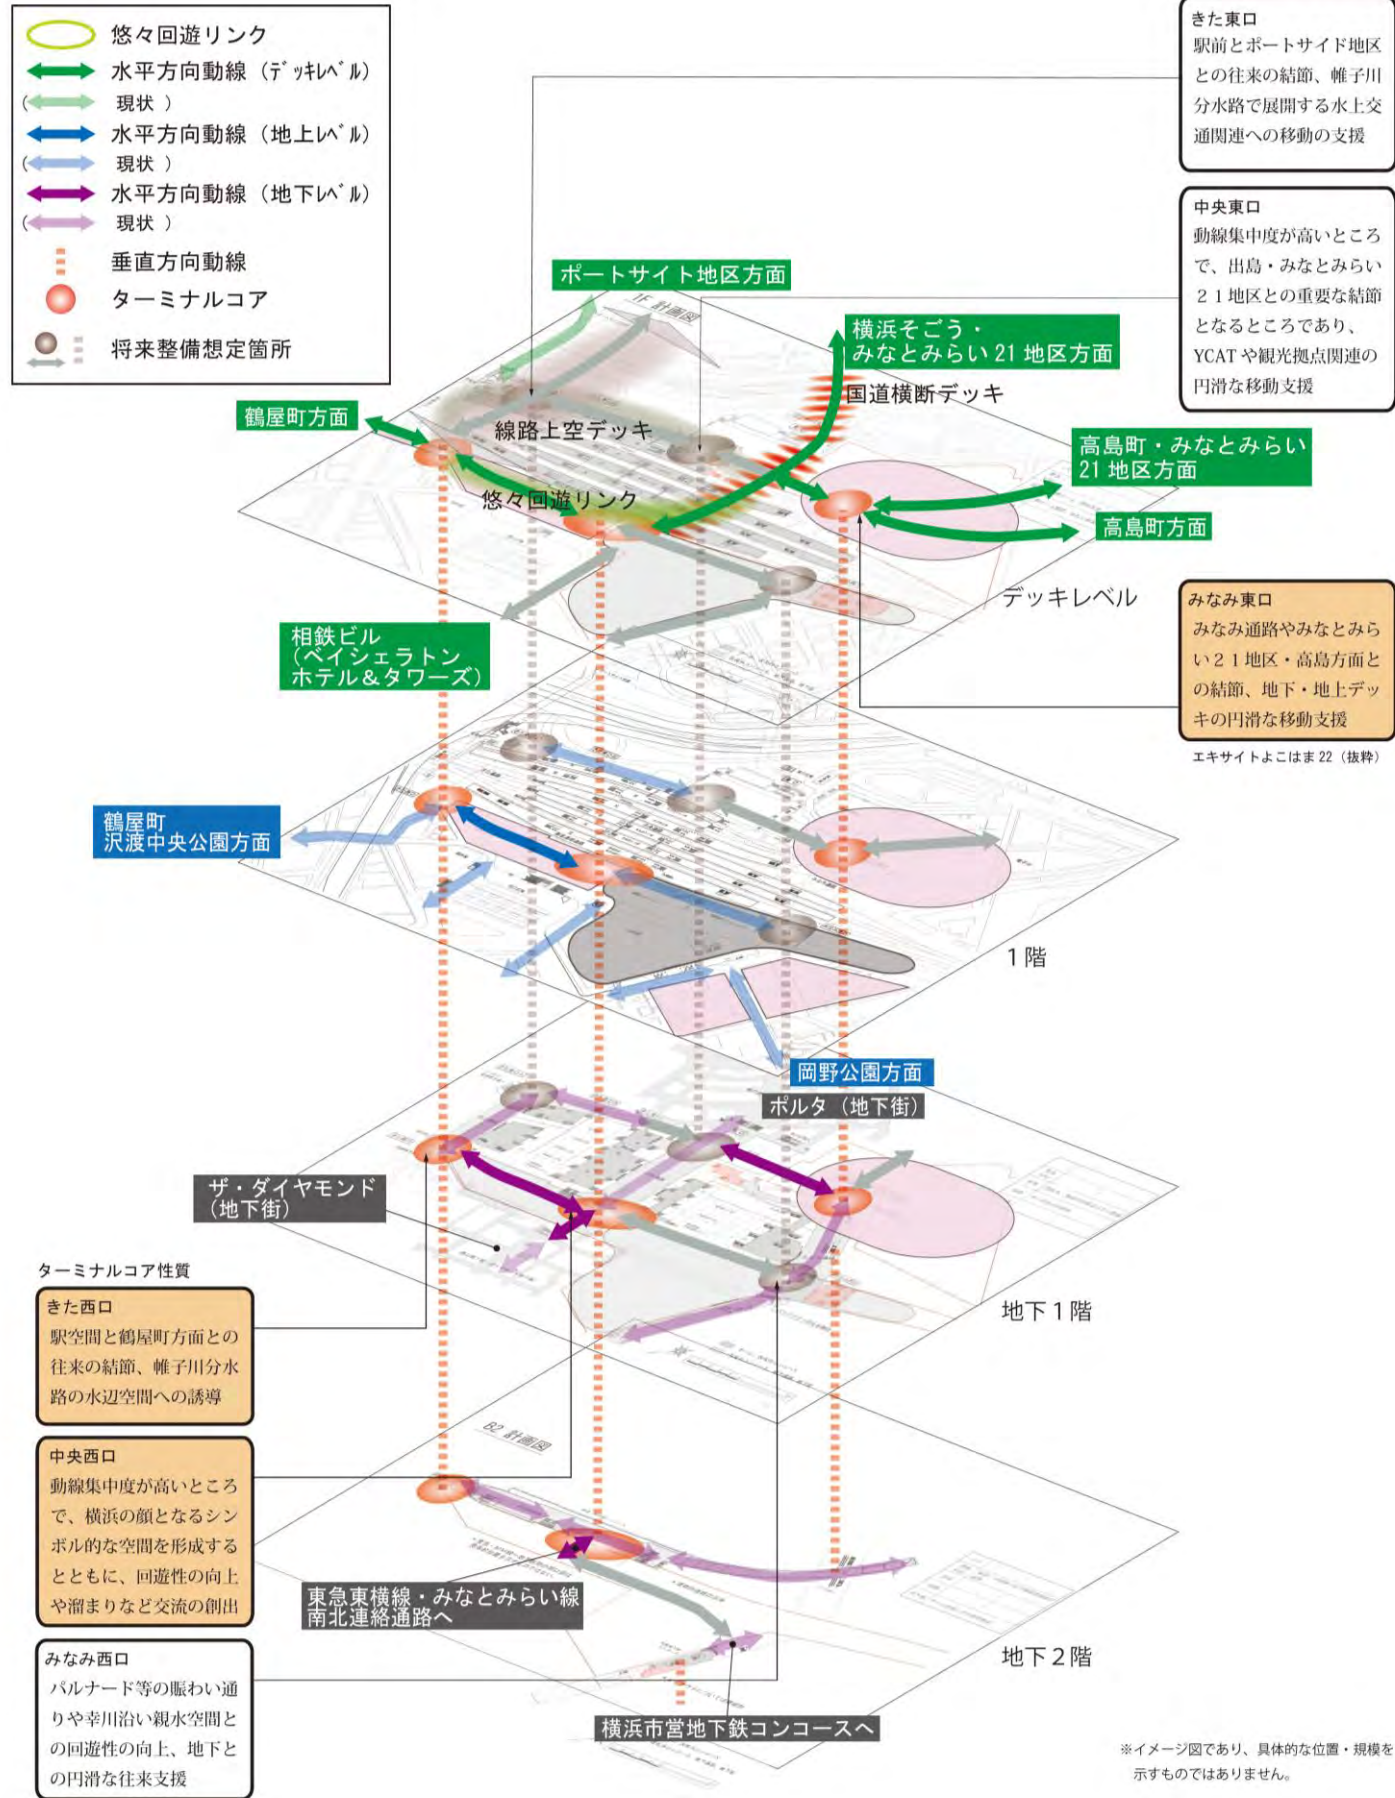 悠々回遊リンク
水平方向動線（デッキレベル）
（ 現状 ）
水平方向動線（地上レベル）
（ 現状 ）
水平方向動線（地下レベル）
（ 現状 ）
垂直方向動線
ターミナルコア
将来整備想定箇所
きた東口
駅前とポートサイド地区
との往来の結節、帷子川
分水路で展開する水上交
通関連への移動の支援
中央東口
動線集中度が高いところ
で、出島・みなとみらい
２１地区との重要な結節
となるところであり、
YCATや観光拠点関連の
円滑な移動支援
ポートサイト地区方面
1F 計画図
横浜そごう・
みなとみらい 21 地区方面
国道横断デッキ
鶴屋町方面
線路上空デッキ
高島町・みなとみらい
21 地区方面
悠々回遊リンク
高島町方面
デッキレベル
相鉄ビル
（ベイシェラトン
ホテル＆タワーズ）
みなみ東口
みなみ通路やみなとみら
い２１地区・高島方面と
の結節、地下・地上デッ
キの円滑な移動支援
エキサイトよこはま 22（抜粋）
鶴屋町
沢渡中央公園方面
1階
岡野公園方面
ポルタ（地下街）
ザ・ダイヤモンド
（地下街）
地下1階
ターミナルコア性質
きた西口
駅空間と鶴屋町方面との
往来の結節、帷子川分水
路の水辺空間への誘導
B2 計画図
中央西口
動線集中度が高いところ
で、横浜の顔となるシン
ボル的な空間を形成する
とともに、回遊性の向上
や溜まりなど交流の創出
東急東横線・みなとみらい線
南北連絡通路へ
地下2階
みなみ西口
パルナード等の賑わい通
りや幸川沿い親水空間と
の回遊性の向上、地下と
の円滑な往来支援
横浜市営地下鉄コンコースへ
※イメージ図であり、具体的な位置・規模を
示すものではありません。